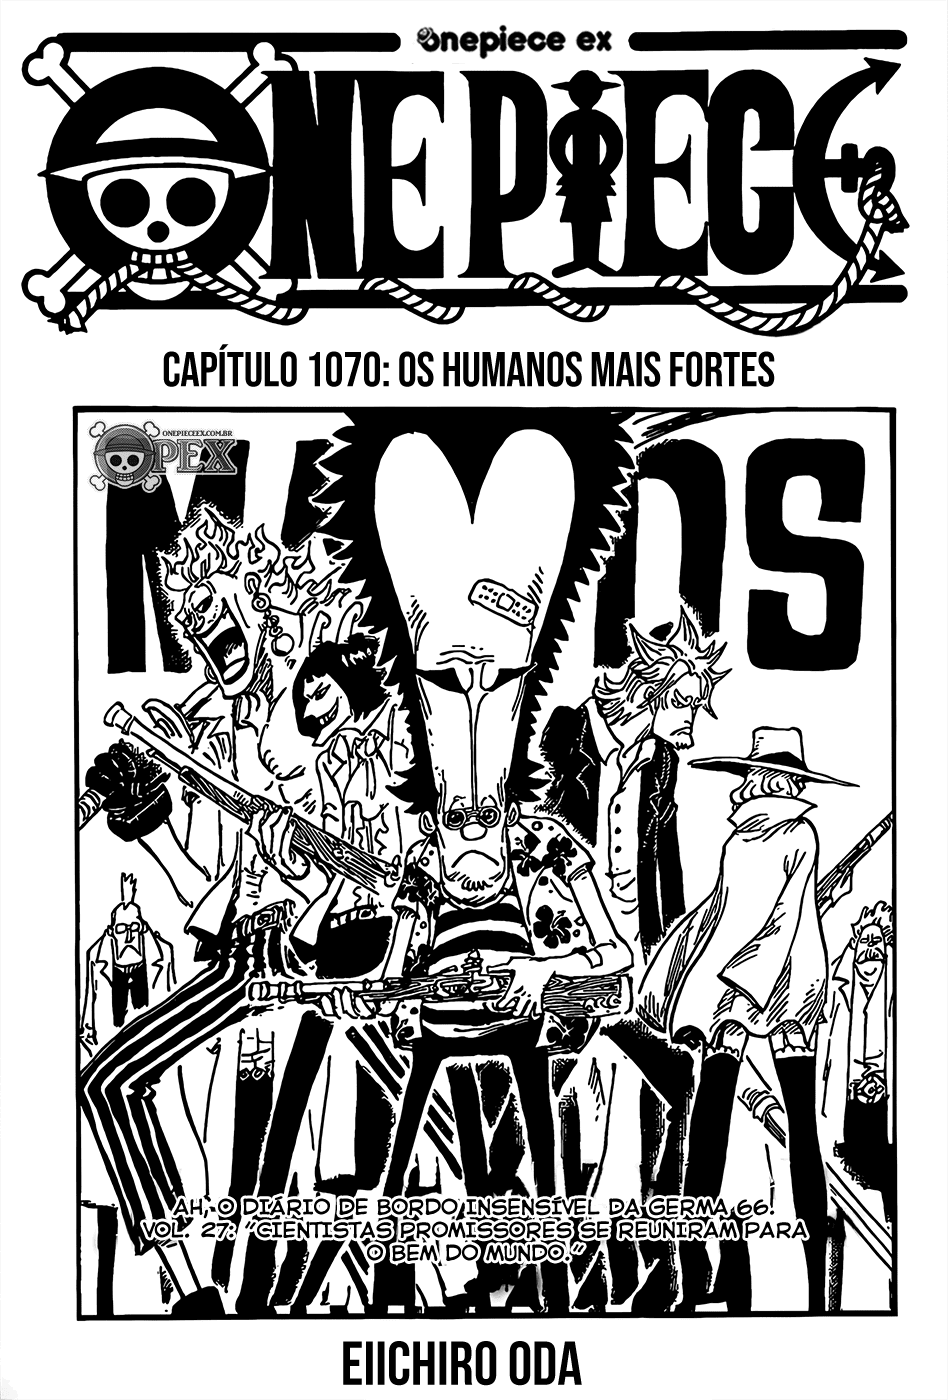 onepiece ex
ONE PIECE
CAPÍTULO 1070: OS HUMANOS MAIS FORTES
ONEPIECEEX.COM.BR
OPEX
MADS
AH, O DIÁRIO DE BORDO INSENSÍVEL DA GERMA 66!
VOL. 27: "CIENTISTAS PROMISSORES SE REUNIRAM PARA
O BEM DO MUNDO."
EIICHIRO ODA